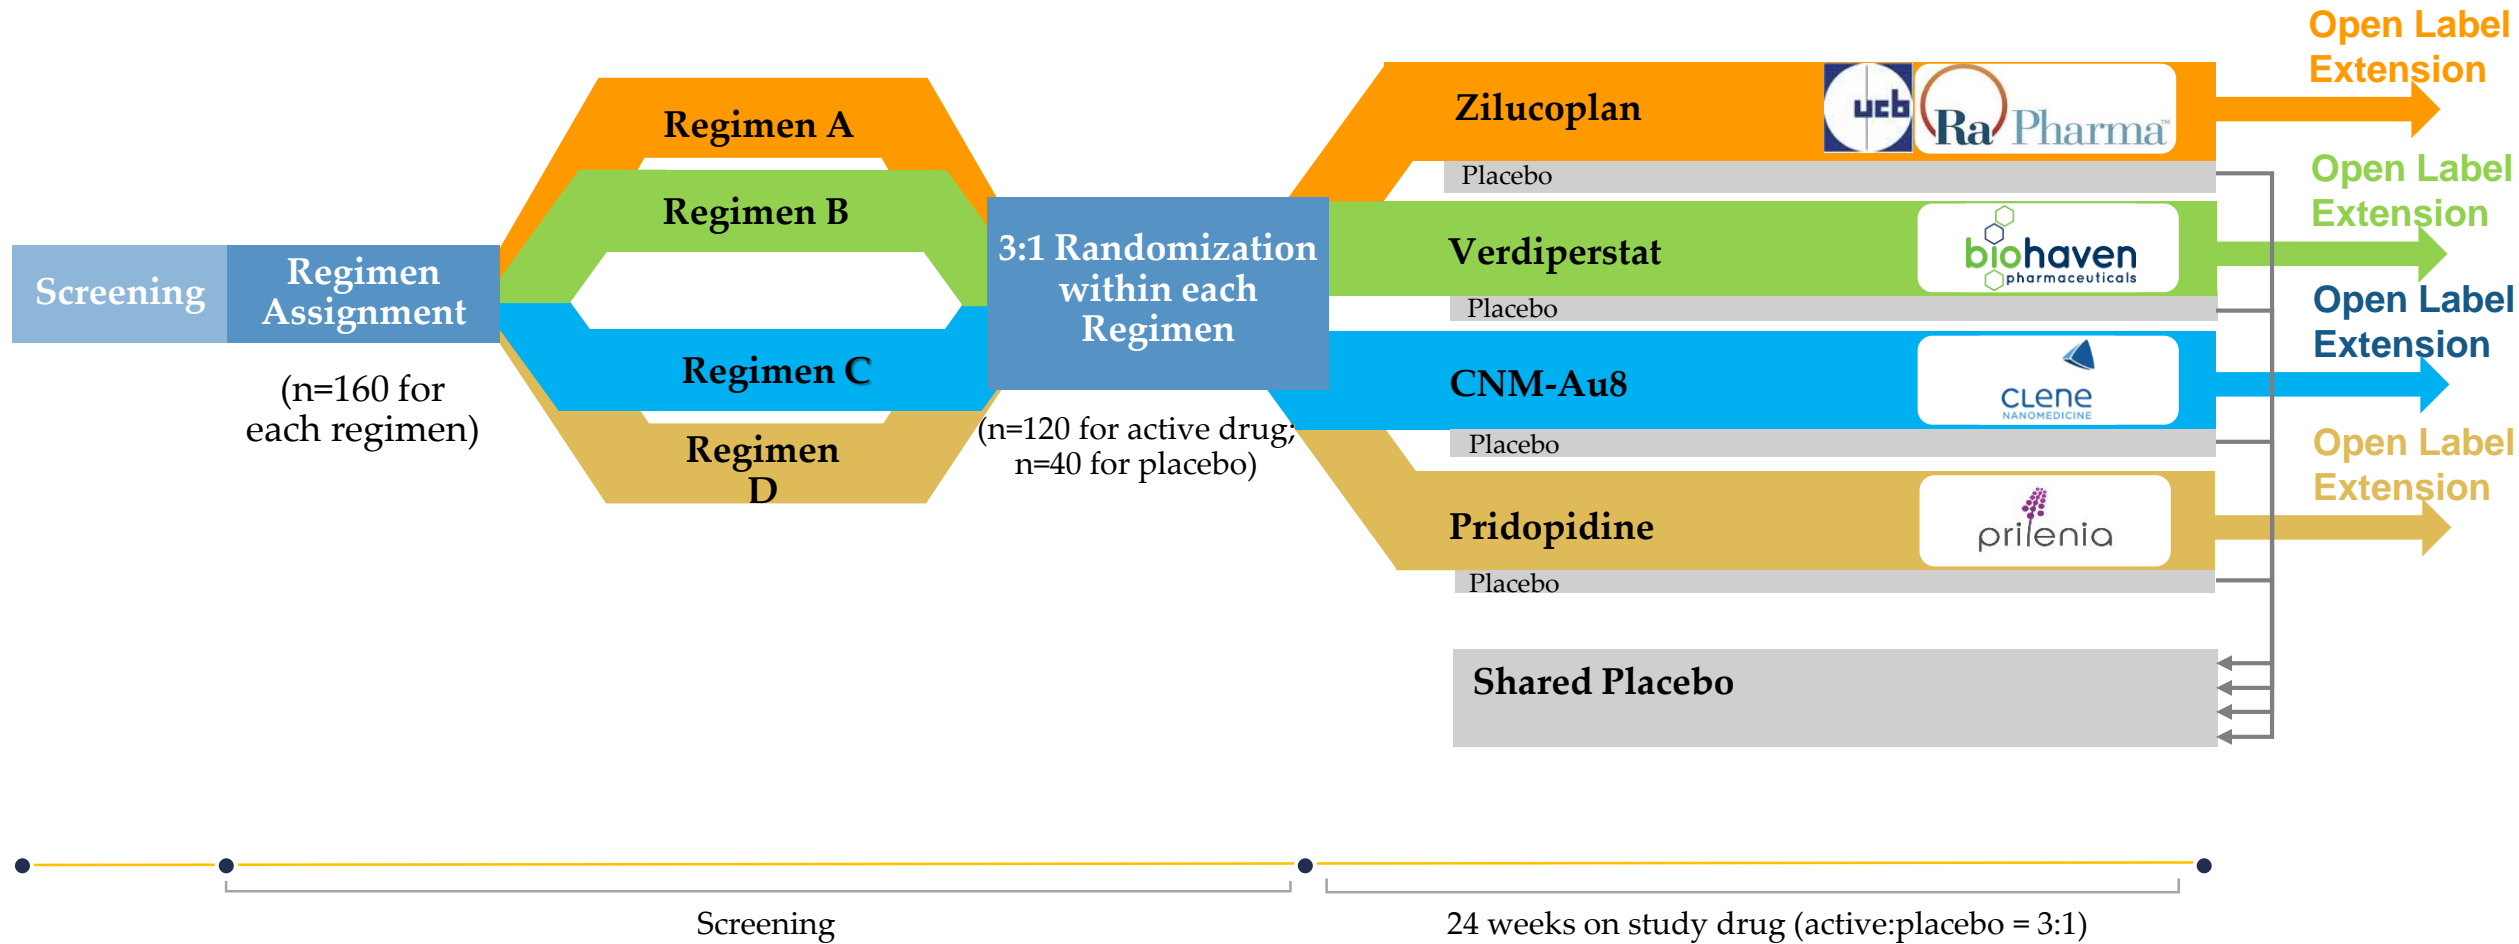 Screening
Regimen
Assignment
(n=160 for
each regimen)
Regimen A
Regimen B
Regimen C
Regimen
D
3:1 Randomization
within each
Regimen
(n=120 for active drug;
n=40 for placebo)
Zilucoplan
ucb
Ra Pharma™
Placebo
Open Label
Extension
Verdiperstat
biohaven
pharmaceuticals
Placebo
Open Label
Extension
CNM-Au8
CLENE
NANOMEDICINE
Placebo
Open Label
Extension
Pridopidine
prilenia
Placebo
Open Label
Extension
Shared Placebo
Screening
24 weeks on study drug (active:placebo = 3:1)